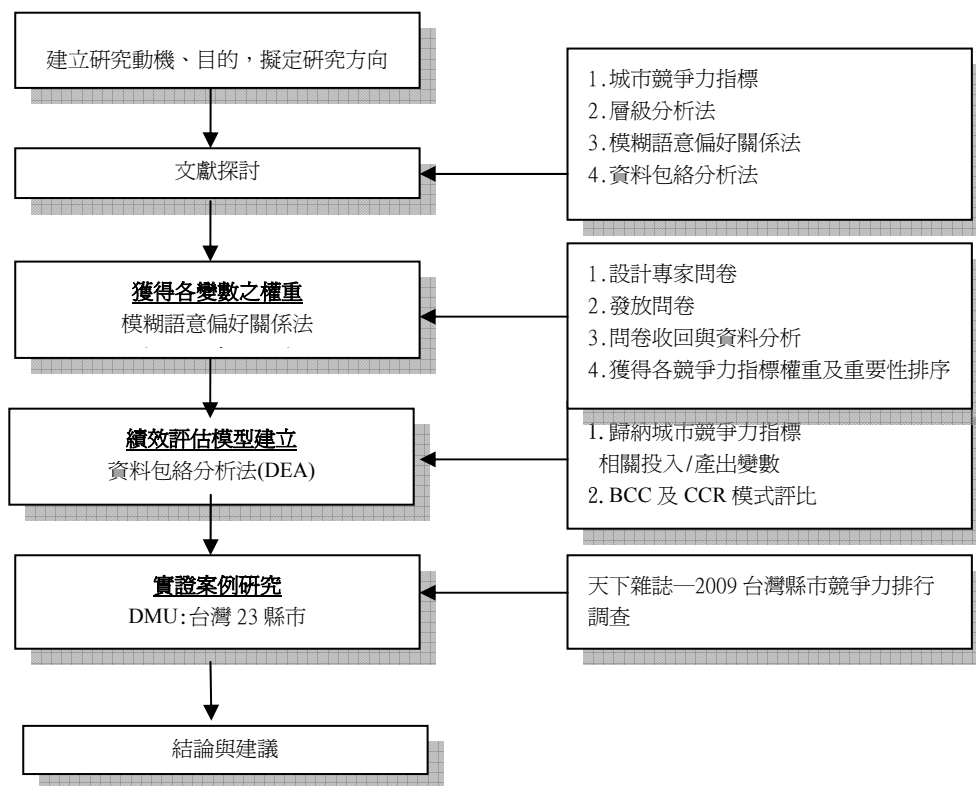 建立研究動機、目的，擬定研究方向
1.城市競爭力指標
2.層級分析法
3.模糊語意偏好關係法
4.資料包絡分析法
文獻探討
獲得各變數之權重
模糊語意偏好關係法
1.設計專家問卷
2.發放問卷
3.問卷收回與資料分析
4.獲得各競爭力指標權重及重要性排序
績效評估模型建立
資料包絡分析法(DEA)
1.歸納城市競爭力指標
相關投入/產出變數
2.BCC 及 CCR 模式評比
實證案例研究
DMU:台灣 23 縣市
天下雜誌—2009 台灣縣市競爭力排行
調查
結論與建議